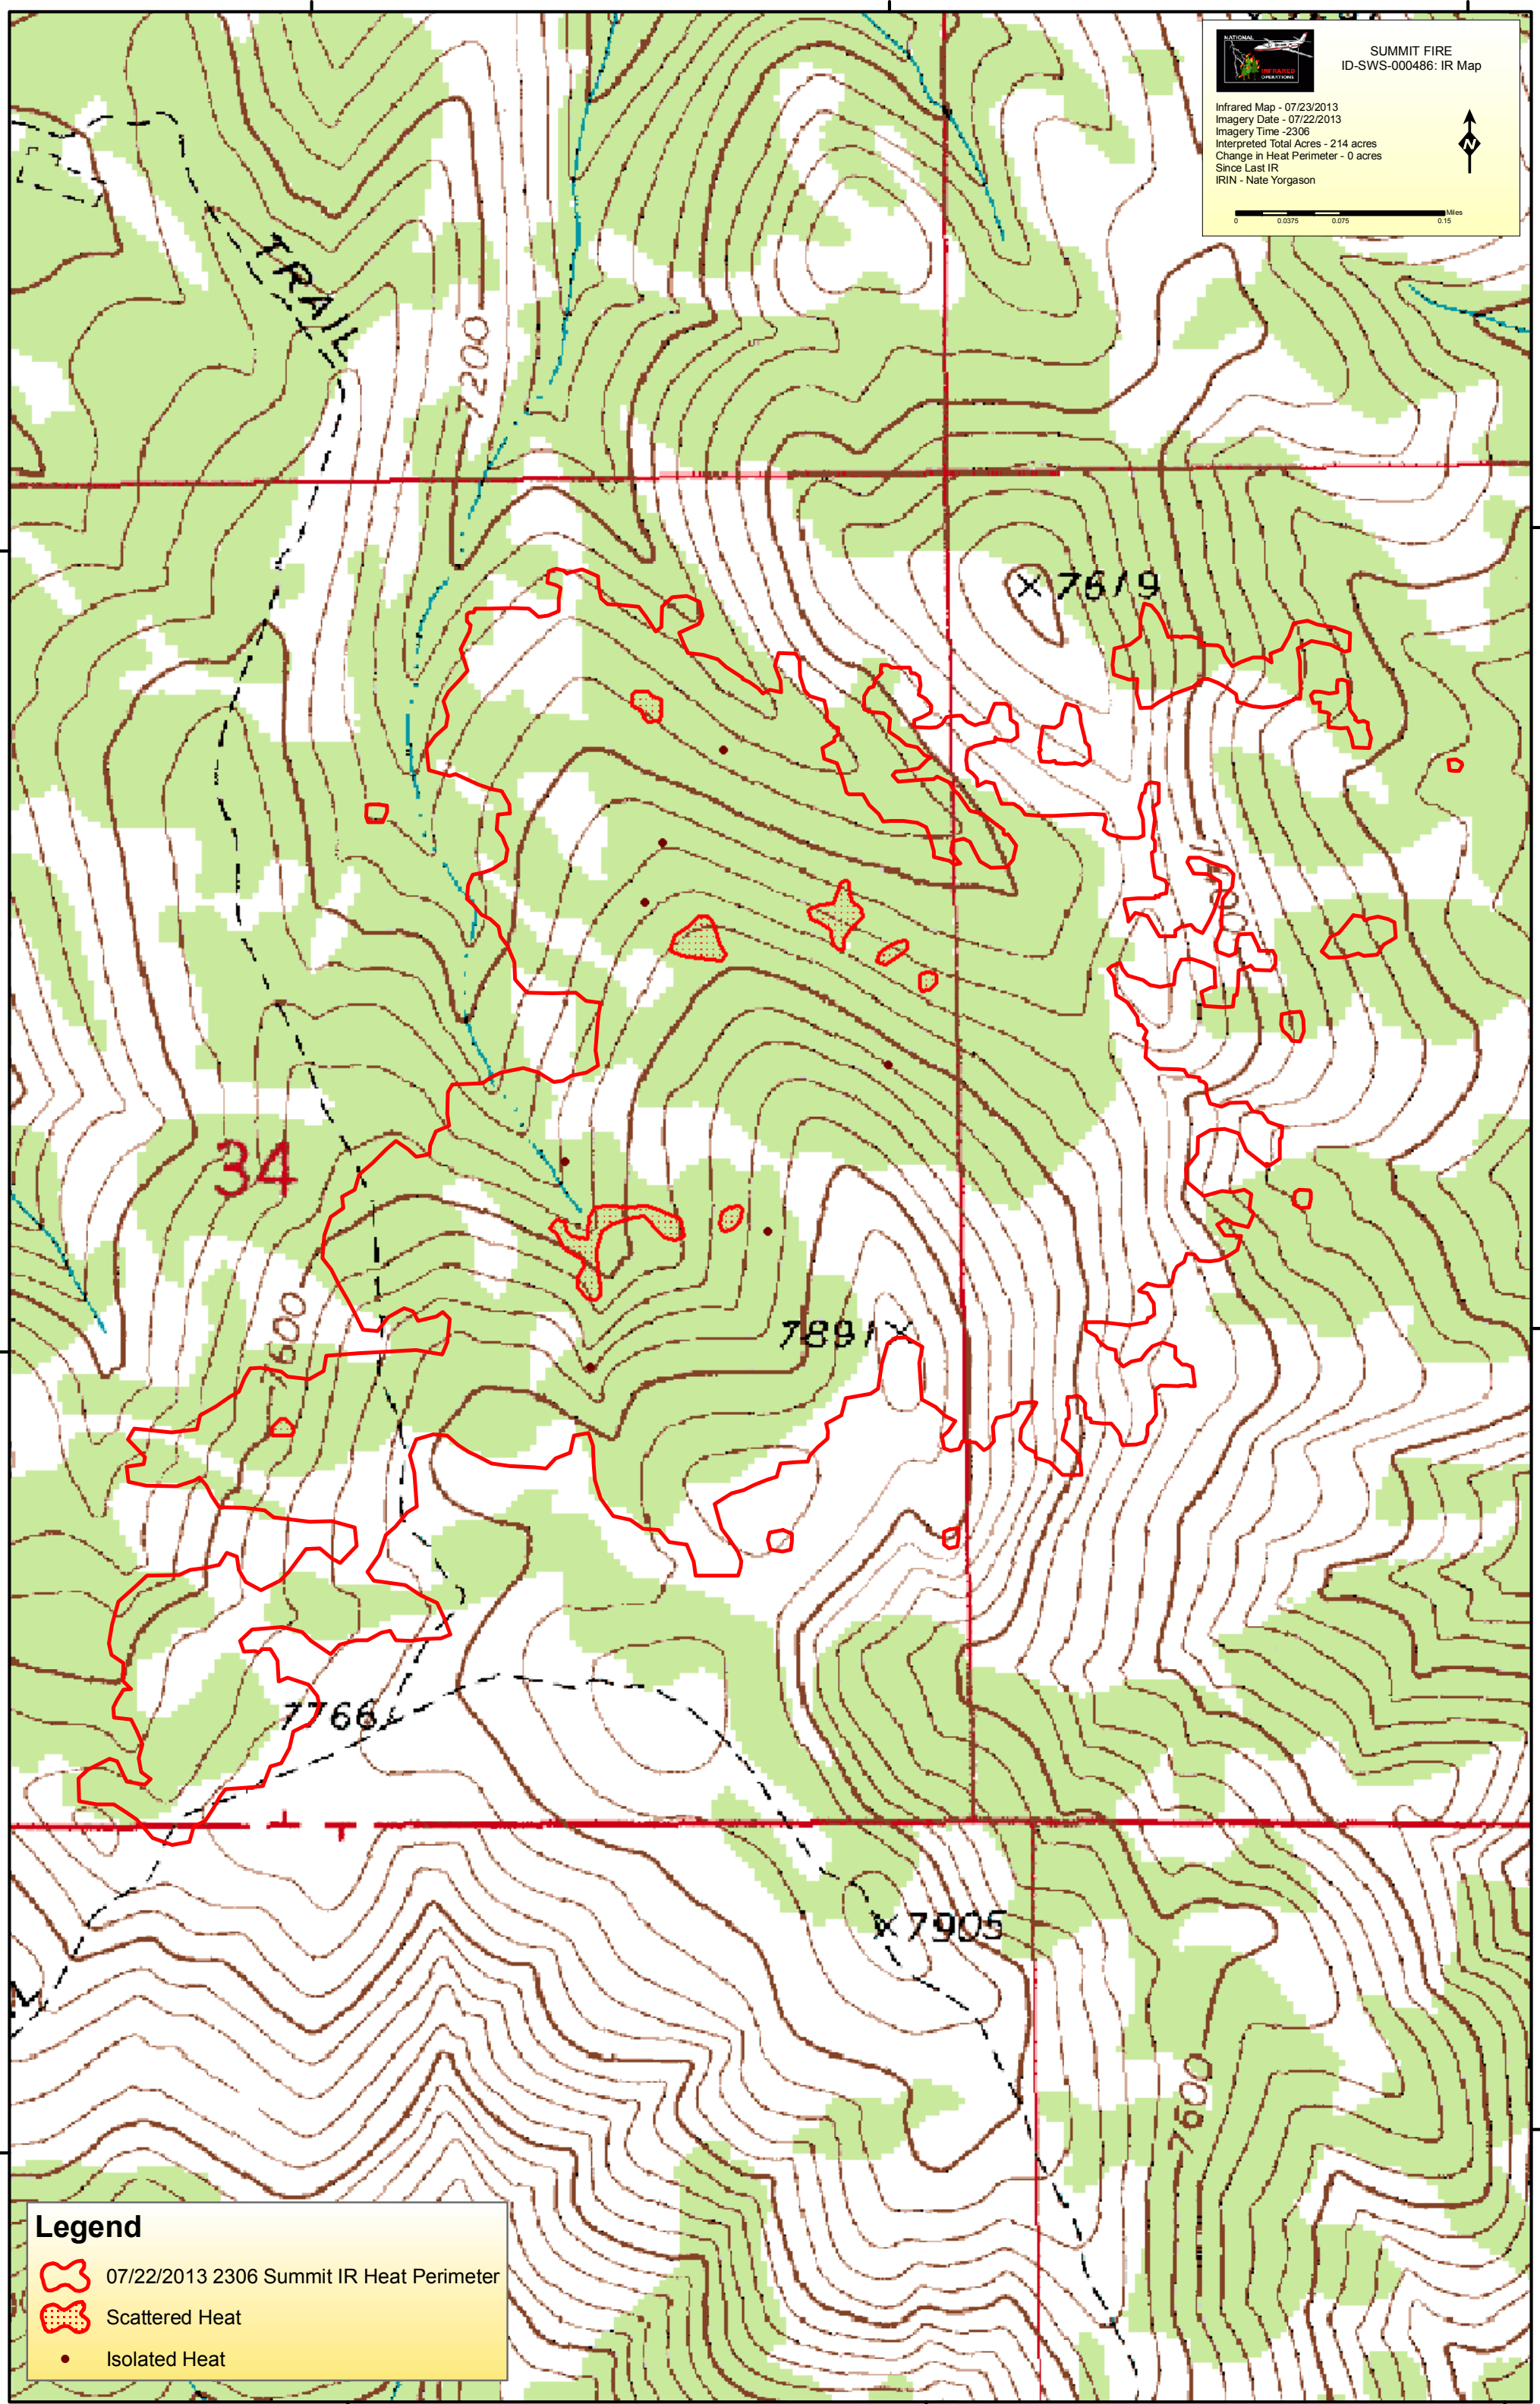 NATIONAL
INFRARED
OPERATIONS
SUMMIT FIRE
ID-SWS-000486: IR Map
Infrared Map - 07/23/2013
Imagery Date - 07/22/2013
Imagery Time -2306
Interpreted Total Acres - 214 acres
Change in Heat Perimeter - 0 acres
Since Last IR
IRIN - Nate Yorgason
N
Miles
0 0.0375 0.075 0.15
TRAIL
7200
7619
34
7600
7891
7766
7905
7600
Legend
07/22/2013 2306 Summit IR Heat Perimeter
Scattered Heat
Isolated Heat